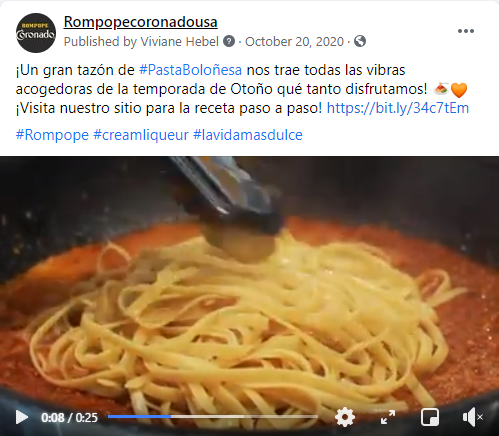 ROMPOPE
Coronado
Rompopecoronadousa
Published by Viviane Hebel ? · October 20, 2020 ·
¡Un gran tazón de #PastaBoloñesa nos trae todas las vibras
acogedoras de la temporada de Otoño qué tanto disfrutamos! 🍝🧡
¡Visita nuestro sitio para la receta paso a paso! https://bit.ly/34c7tEm
#Rompope #creamliqueur #lavidamasdulce
0:08 / 0:25